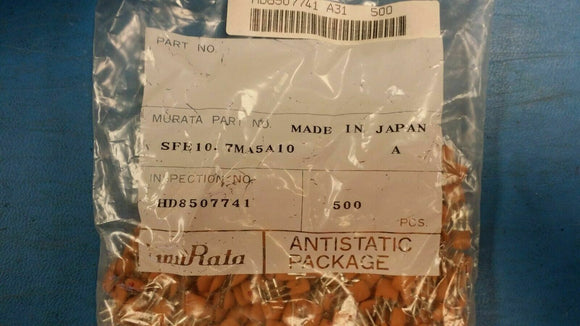 HD8507741 A31 500
PART NO.
MURATA PART NO. MADE IN JAPAN
SFE10.7MA5A10 A
INSPECTION NO.
HD8507741 500
PCS.
muRata ANTISTATIC
PACKAGE